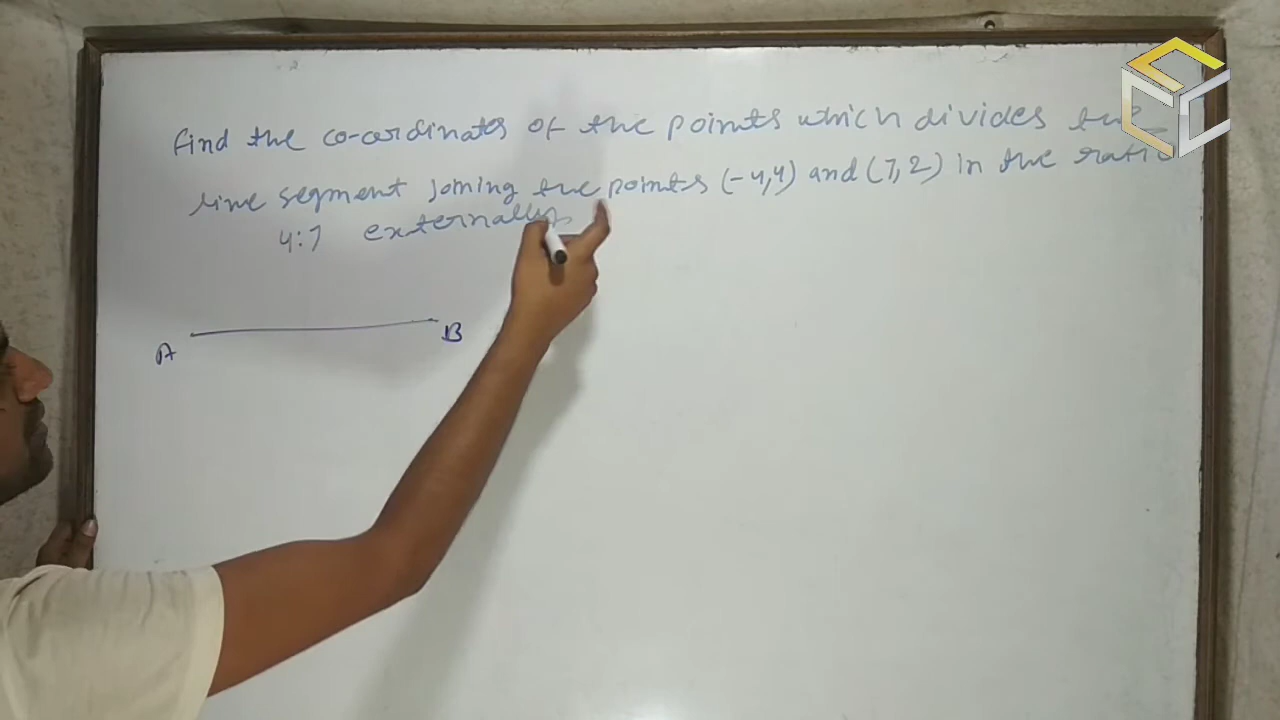 Find the co-ordinates of the points which divides the
line segment joining the points (-4,4) and (7,2) in the ratio
4:7 externally.
A B